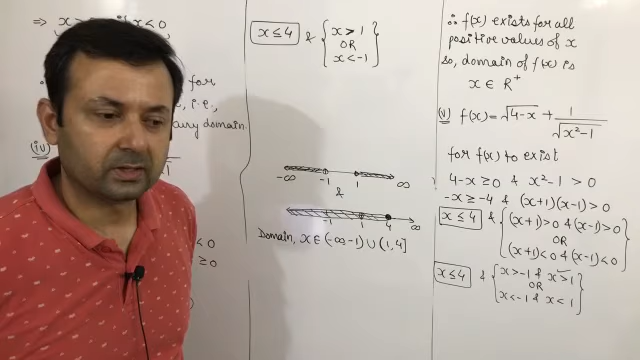 ⇒ x > if x < 0
for
, i.e.,
ary domain
(iv)
< 0
≥ 0
x ≤ 4 & { x > 1
OR
x < -1 }
-∞ -1 1 ∞
&
-1 1 4 ∞
Domain, x ∈ (-∞ -1) ∪ (1, 4]
∴ f(x) exists for all
positive values of x
so, domain of f(x) is
x ∈ R⁺
(v) f(x) = √4-x + 1/√x²-1
for f(x) to exist
4-x ≥ 0 & x²-1 > 0
-x ≥ -4 & (x+1)(x-1) > 0
x ≤ 4 & { (x+1) > 0 & (x-1) > 0
OR
(x+1) < 0 & (x-1) < 0 }
x ≤ 4 & { x > -1 & x > 1
OR
x < -1 & x < 1 }